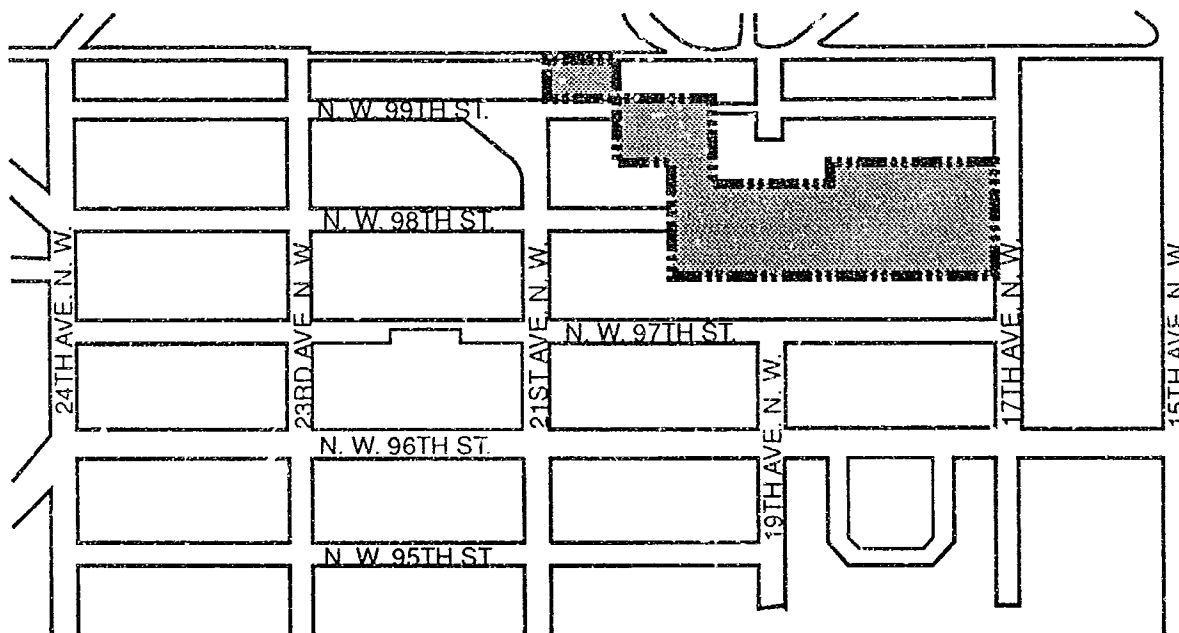 N. W. 99TH ST.
N. W. 98TH ST.
24TH AVE. N. W.
23RD AVE. N. W.
21ST AVE. N. W.
17TH AVE. N. W.
15TH AVE. N. W.
N. W. 97TH ST.
19TH AVE. N. W.
N. W. 96TH ST.
N. W. 95TH ST.